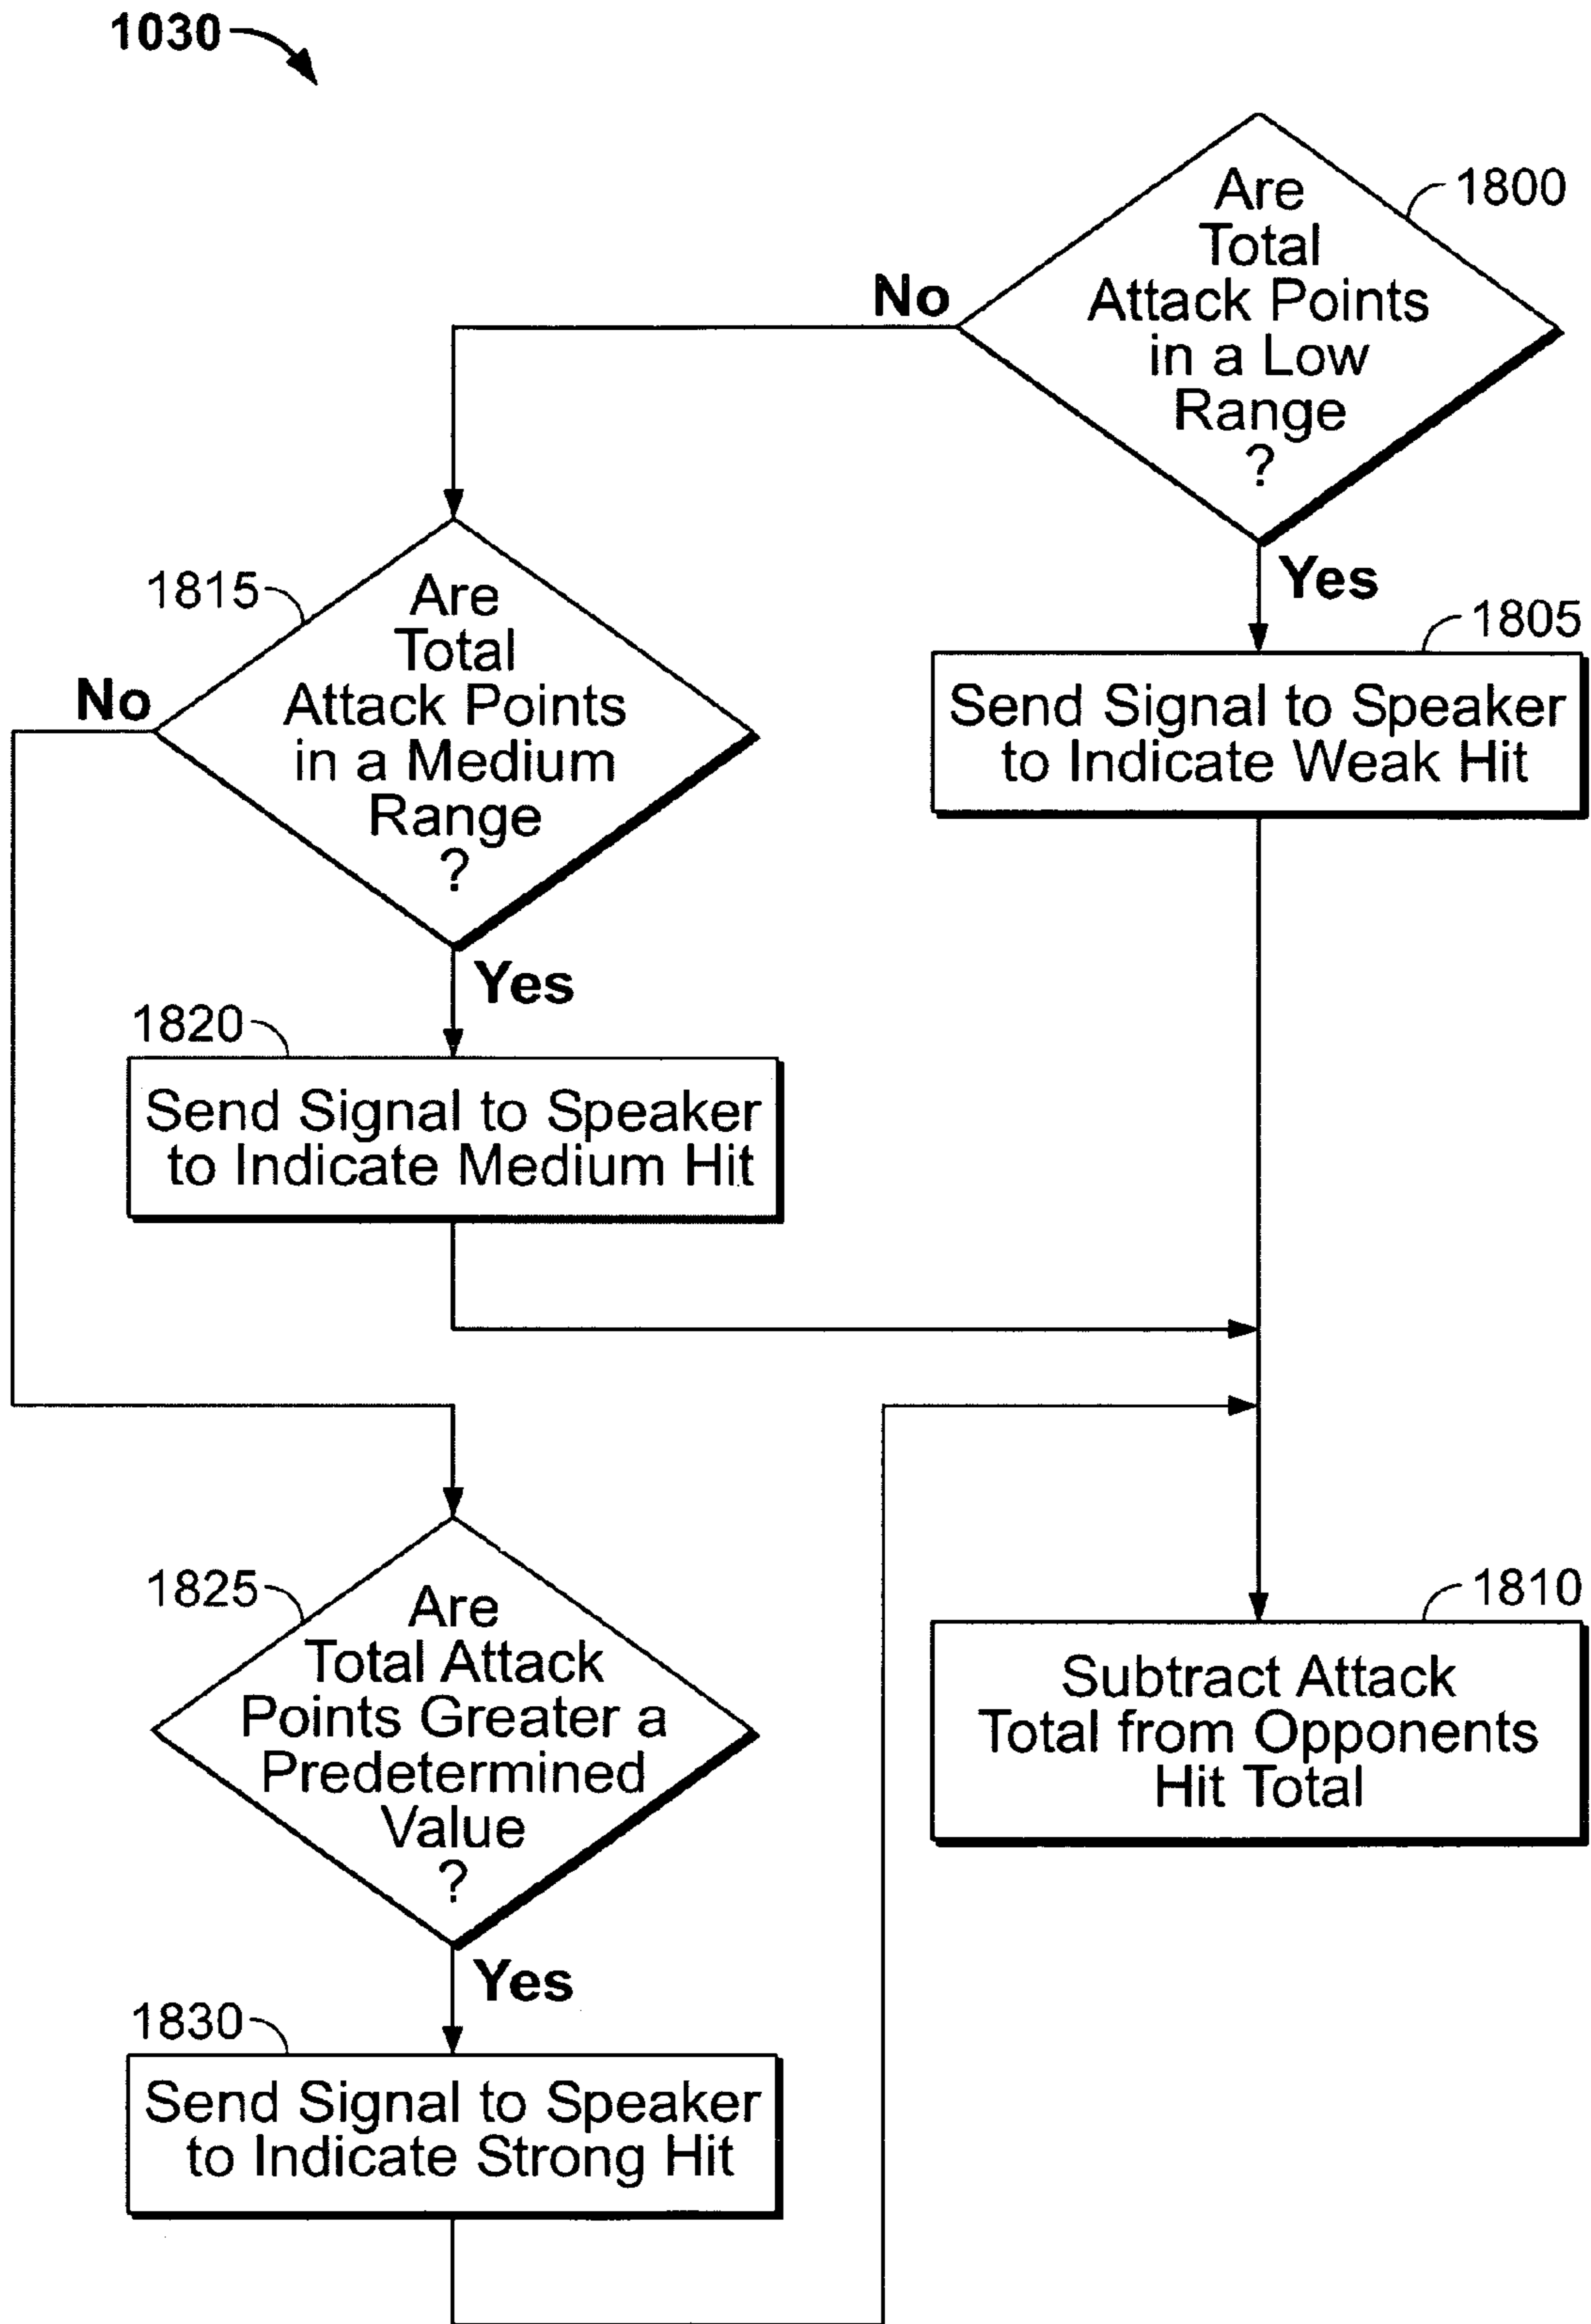 1030
Are
Total
Attack Points
in a Low
Range
?
1800
No
Yes
1805
Send Signal to Speaker
to Indicate Weak Hit
1815
Are
Total
Attack Points
in a Medium
Range
?
No
Yes
1820
Send Signal to Speaker
to Indicate Medium Hit
1825
Are
Total Attack
Points Greater a
Predetermined
Value
?
Yes
1830
Send Signal to Speaker
to Indicate Strong Hit
1810
Subtract Attack
Total from Opponents
Hit Total